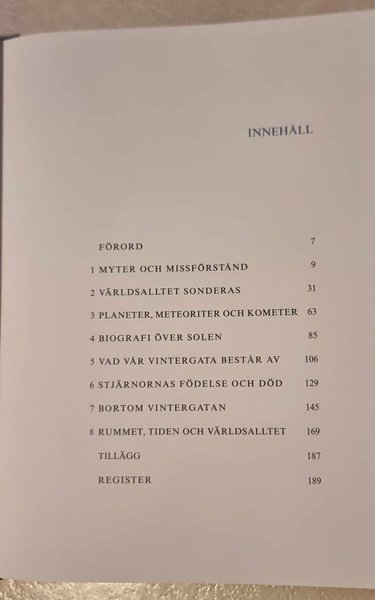 INNEHÅLL
FÖRORD 7
1 MYTER OCH MISSFÖRSTÅND 9
2 VÄRLDSALLTET SONDERAS 31
3 PLANETER, METEORITER OCH KOMETER 63
4 BIOGRAFI ÖVER SOLEN 85
5 VAD VÅR VINTERGATA BESTÅR AV 106
6 STJÄRNORNAS FÖDELSE OCH DÖD 129
7 BORTOM VINTERGATAN 145
8 RUMMET, TIDEN OCH VÄRLDSALLTET 169
TILLÄGG 187
REGISTER 189